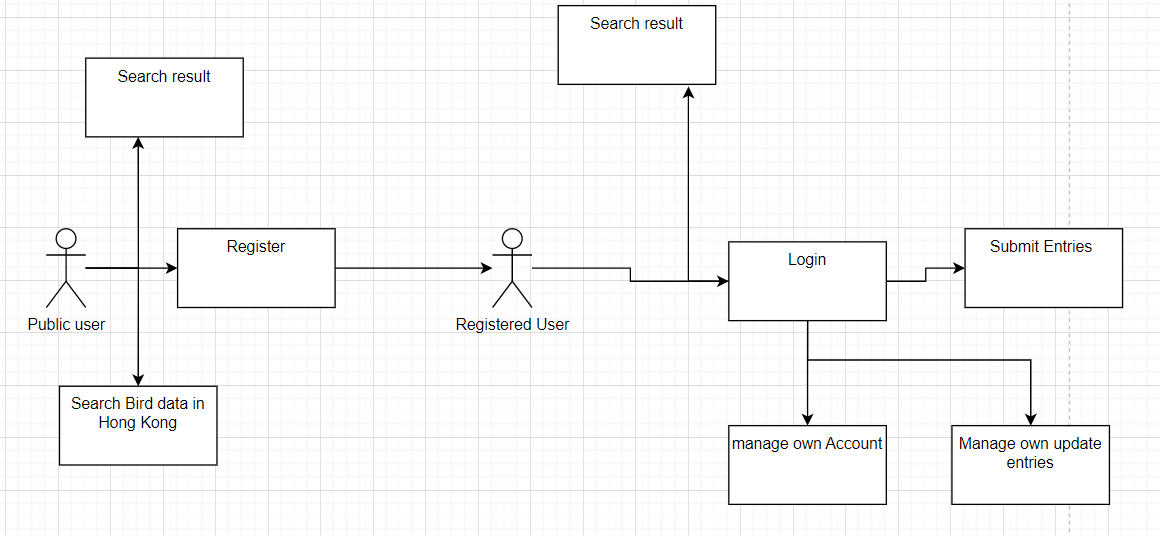 Search result
Search result
Register
Public user
Registered User
Login
Submit Entries
Search Bird data in
Hong Kong
manage own Account
Manage own update
entries